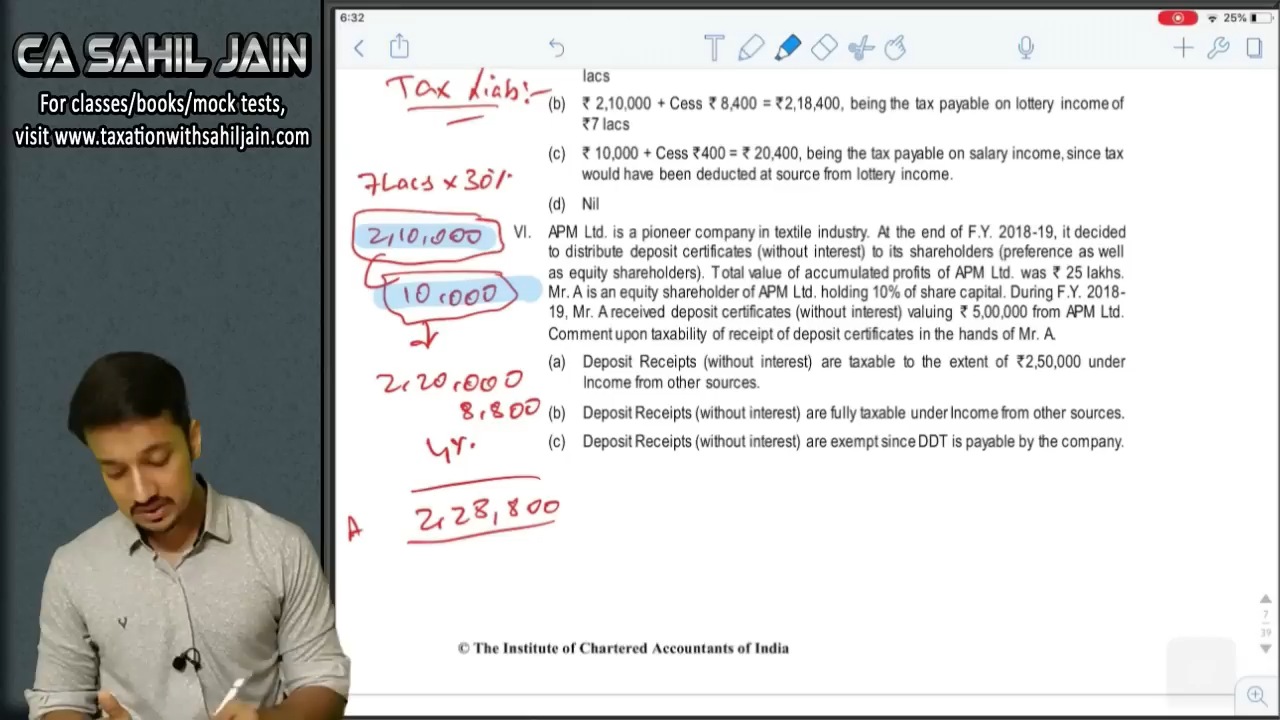 6:32
25%
CA SAHIL JAIN
For classes/books/mock tests,
visit www.taxationwithsahiljain.com
Tax Liab:-
7Lacs x 30%
2,10,000
10,000
2,20,000
8,800
4%
2,28,800
A
lacs
(b) ₹ 2,10,000 + Cess ₹ 8,400 = ₹2,18,400, being the tax payable on lottery income of
₹7 lacs
(c) ₹ 10,000 + Cess ₹400 = ₹ 20,400, being the tax payable on salary income, since tax
would have been deducted at source from lottery income.
(d) Nil
VI. APM Ltd. is a pioneer company in textile industry. At the end of F.Y. 2018-19, it decided
to distribute deposit certificates (without interest) to its shareholders (preference as well
as equity shareholders). Total value of accumulated profits of APM Ltd. was ₹ 25 lakhs.
Mr. A is an equity shareholder of APM Ltd. holding 10% of share capital. During F.Y. 2018-
19, Mr. A received deposit certificates (without interest) valuing ₹ 5,00,000 from APM Ltd.
Comment upon taxability of receipt of deposit certificates in the hands of Mr. A.
(a) Deposit Receipts (without interest) are taxable to the extent of ₹2,50,000 under
Income from other sources.
(b) Deposit Receipts (without interest) are fully taxable under Income from other sources.
(c) Deposit Receipts (without interest) are exempt since DDT is payable by the company.
© The Institute of Chartered Accountants of India
7
39